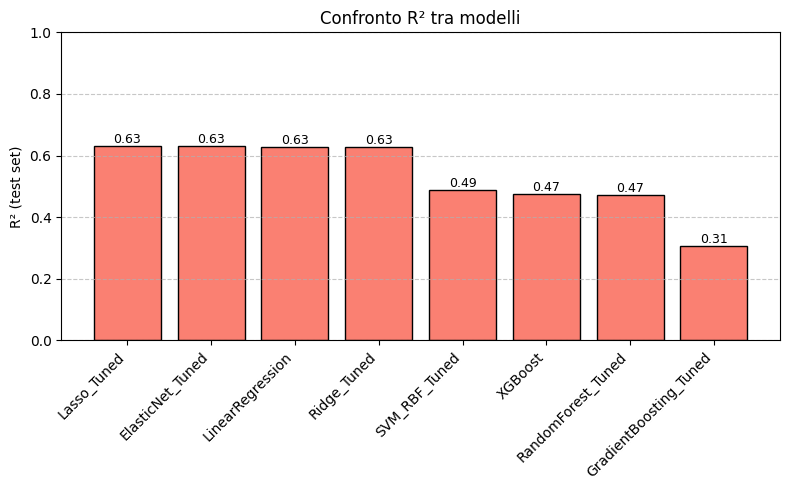 Confronto R² tra modelli
R² (test set)
1.0
0.8
0.6
0.4
0.2
0.0
0.63
0.63
0.63
0.63
0.49
0.47
0.47
0.31
Lasso_Tuned
ElasticNet_Tuned
LinearRegression
Ridge_Tuned
SVM_RBF_Tuned
XGBoost
RandomForest_Tuned
GradientBoosting_Tuned